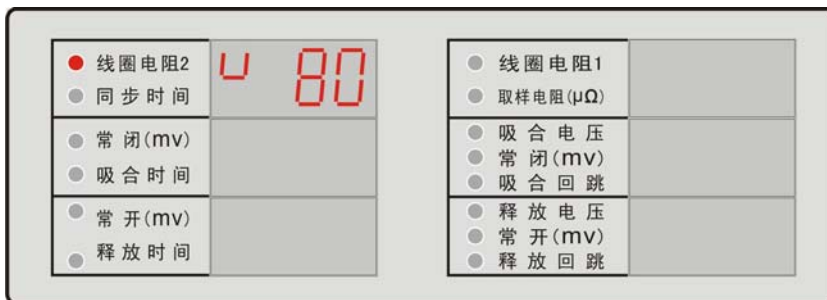 线圈电阻2
同步时间
⊔ 80
常闭(mv)
吸合时间
常开(mv)
释放时间
线圈电阻1
取样电阻(μΩ)
吸合电压
常闭(mv)
吸合回跳
释放电压
常开(mv)
释放回跳